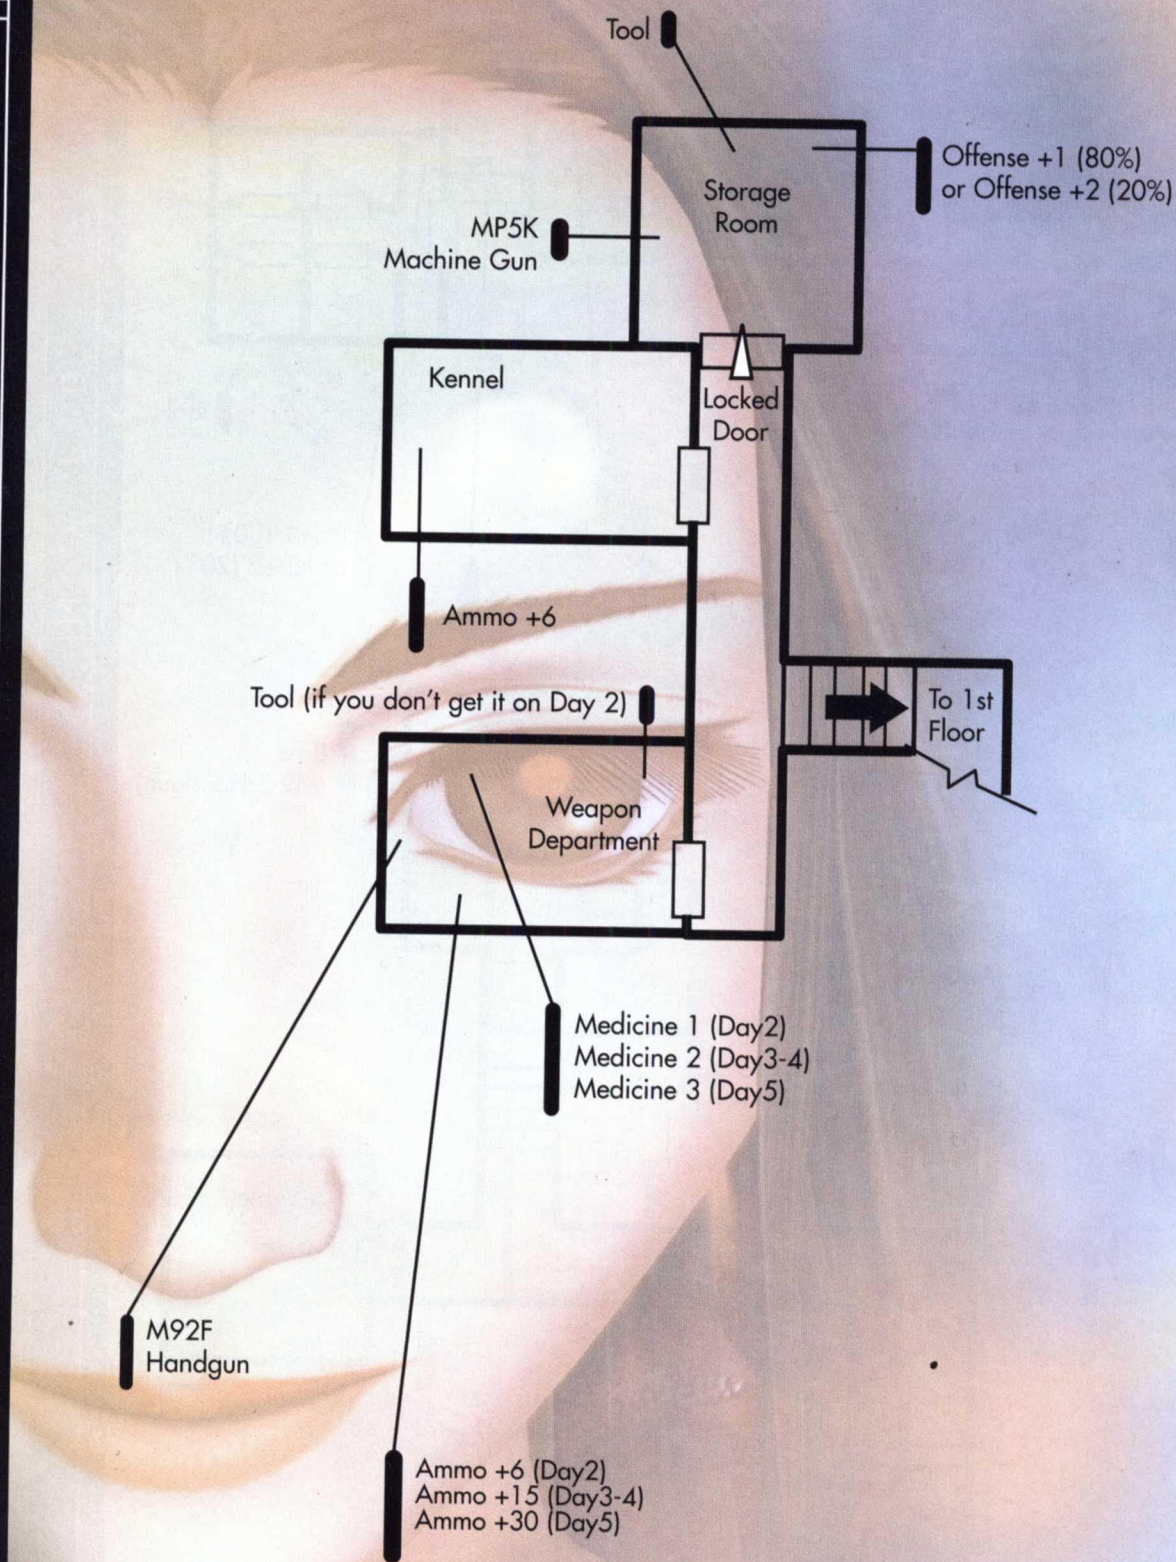 Tool
Offense +1 (80%)
or Offense +2 (20%)
Storage
Room
MP5K
Machine Gun
Kennel
Locked
Door
Ammo +6
Tool (if you don't get it on Day 2)
To 1st
Floor
Weapon
Department
Medicine 1 (Day2)
Medicine 2 (Day3-4)
Medicine 3 (Day5)
M92F
Handgun
Ammo +6 (Day2)
Ammo +15 (Day3-4)
Ammo +30 (Day5)